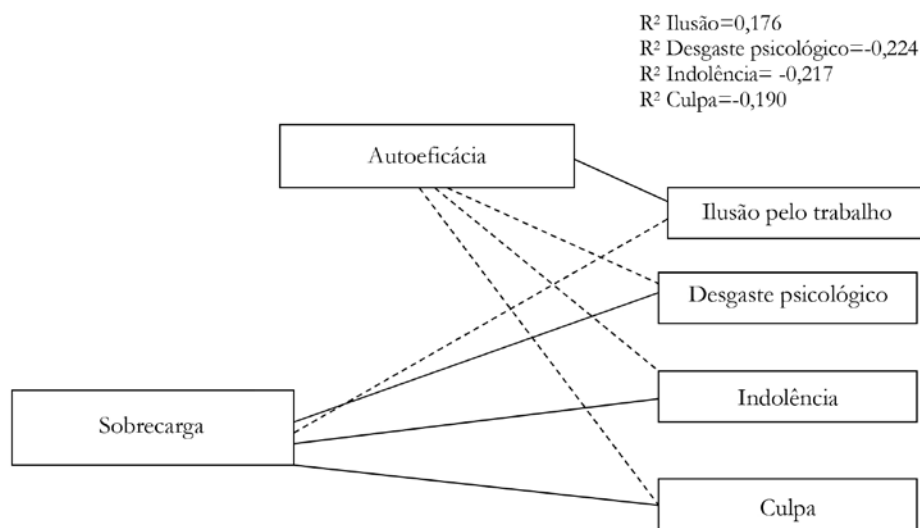 R² Ilusão=0,176
R² Desgaste psicológico=-0,224
R² Indolência= -0,217
R² Culpa=-0,190
Autoeficácia
Ilusão pelo trabalho
Desgaste psicológico
Indolência
Sobrecarga
Culpa